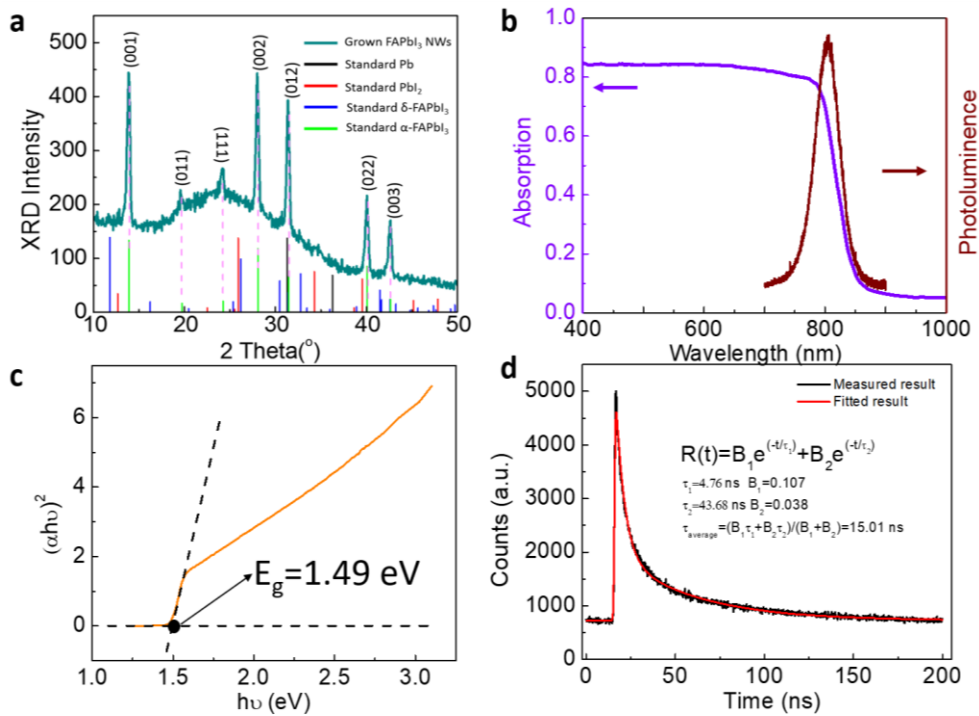 a
500
400
300
200
100
0
XRD Intensity
10 20 30 40 50
2 Theta(°)
(001)
(011)
(111)
(002)
(012)
(022)
(003)
Grown FAPbI₃ NWs
Standard Pb
Standard PbI₂
Standard δ-FAPbI₃
Standard α-FAPbI₃
b
1.0
0.8
0.6
0.4
0.2
0.0
Absorption
400 600 800 1000
Wavelength (nm)
Photoluminence
c
6
4
2
0
(αhυ)²
E_g=1.49 eV
1.0 1.5 2.0 2.5 3.0
hυ (eV)
d
5000
4000
3000
2000
1000
0
Counts (a.u.)
Measured result
Fitted result
R(t)=B₁e^(-t/τ₁)+B₂e^(-t/τ₂)
τ₁=4.76 ns B₁=0.107
τ₂=43.68 ns B₂=0.038
τ_average=(B₁τ₁+B₂τ₂)/(B₁+B₂)=15.01 ns
0 50 100 150 200
Time (ns)